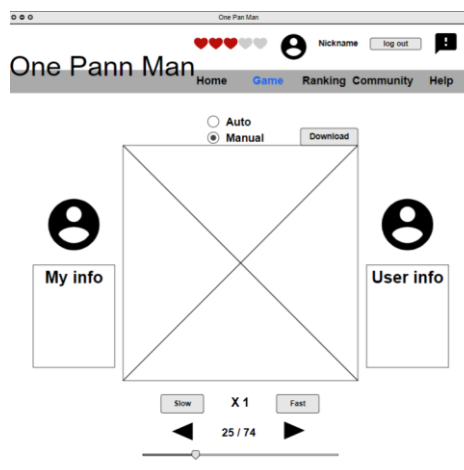 One Pan Man
Nickname
log out
One Pann Man
Home Game Ranking Community Help
Auto
Manual
Download
My info
User info
Slow
X 1
Fast
25 / 74